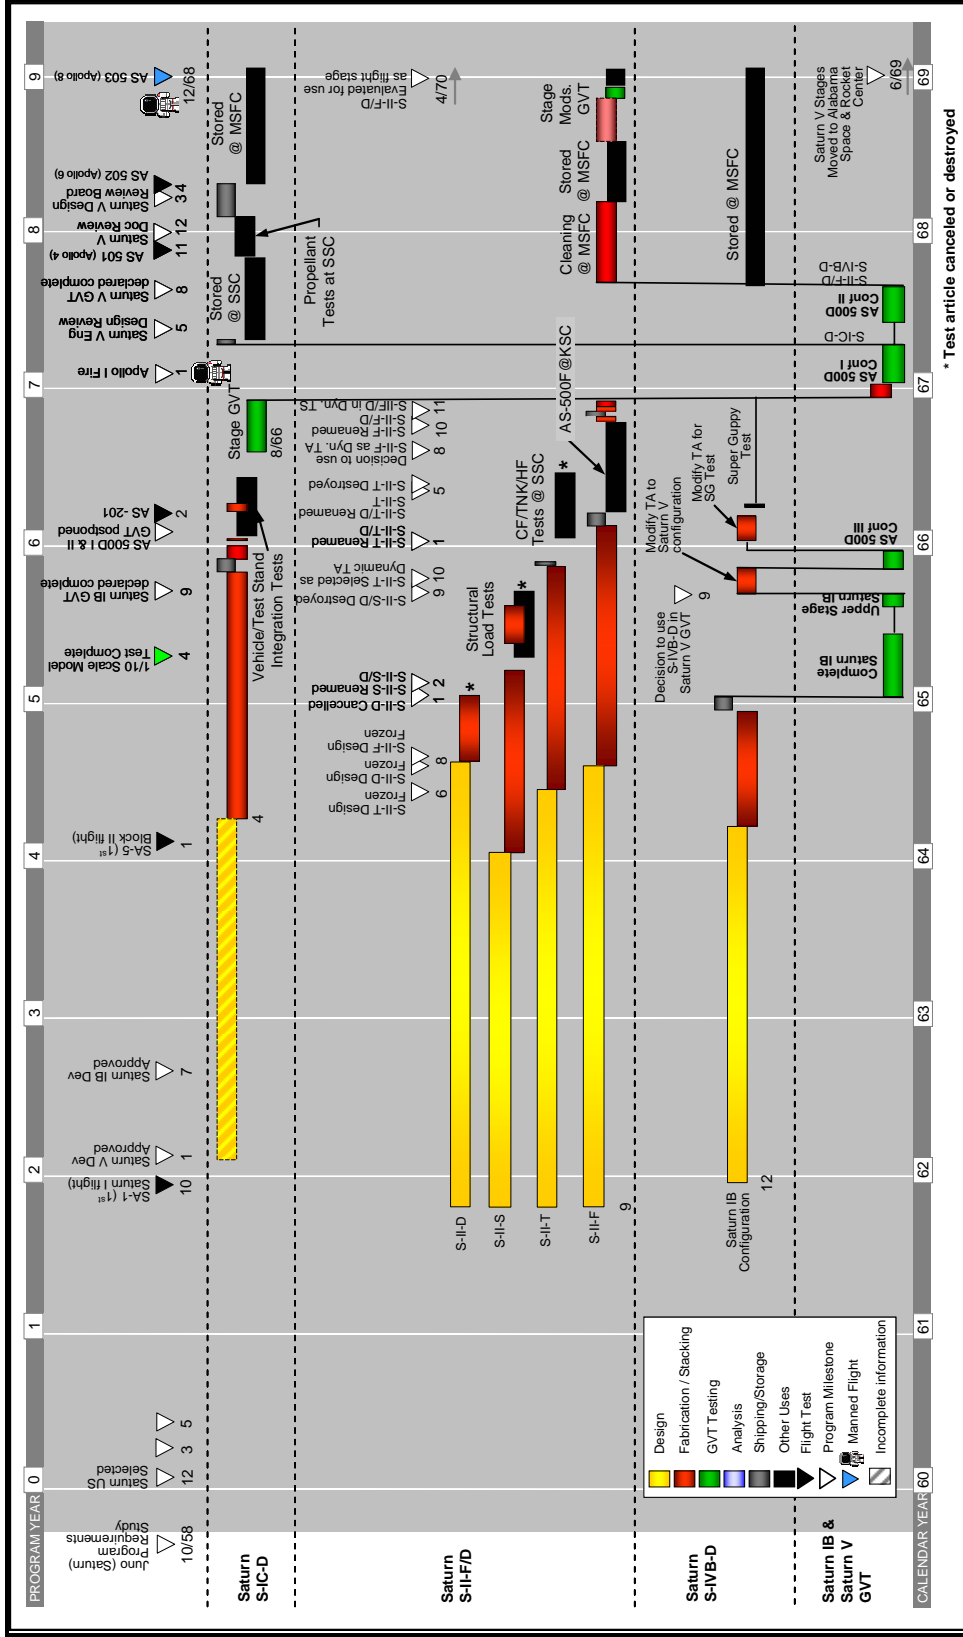 PROGRAM YEAR
0
1
2
3
4
5
6
7
8
9
Juno (Saturn)
Program
Requirements
Study
10/58
Saturn US
Selected
12
3
5
SA-1 (1st
Saturn I flight)
10
Saturn V Dev
Approved
1
Saturn IB Dev
Approved
7
SA-5 (1st
Block II flight)
1
1/10 Scale Model
Test Complete
4
Saturn IB GVT
declared complete
9
AS 500D I & II
GVT postponed
AS-201
2
Apollo I Fire
1
Saturn V Eng
Design Review
5
Saturn V GVT
declared complete
8
AS 501 (Apollo 4)
11
Saturn V
Doc Review
12
Saturn V Design
Review Board
3
AS 502 (Apollo 6)
4
AS 503 (Apollo 8)
12/68
Saturn
S-IC-D
4
Vehicle/Test Stand
Integration Tests
Stage GVT
8/66
Stored
@ SSC
Propellant
Tests at SSC
Stored
@ MSFC
Saturn
S-II-F/D
S-II-T Design
Frozen
6
S-II-D Design
Frozen
S-II-F Design
Frozen
8
S-II-D Cancelled
1
S-II-S Renamed
S-II-S/D
2
S-II-S/D Destroyed
9
S-II-T Selected as
Dynamic TA
10
S-II-T Renamed
S-II-T/D
1
S-II-T/D Renamed
S-II-T
S-II-T Destroyed
5
Decision to use
S-II-F as Dyn. TA
8
S-II-F Renamed
S-II-F/D
10
S-IIF/D in Dyn. TS
11
S-II-F/D
Evaluated for use
as flight stage
4/70
S-II-D
*
S-II-S
Structural
Load Tests
*
S-II-T
CF/TNK/HF
Tests @ SSC
*
S-II-F
9
AS-500F @KSC
Cleaning
@ MSFC
Stored
@ MSFC
Stage
Mods.
GVT
Saturn
S-IVB-D
Saturn IB
Configuration
12
Decision to use
S-IVB-D in
Saturn V GVT
9
Modify TA to
Saturn V
configuration
Modify TA for
SG Test
Super Guppy
Test
Stored @ MSFC
Saturn IB &
Saturn V
GVT
Complete
Saturn IB
Upper Stage
Saturn IB
AS 500D
Conf III
AS 500D
Conf I
S-IC-D
AS 500D
Conf II
S-II-F/D
S-IVB-D
Saturn V Stages
Moved to Alabama
Space & Rocket
Center
6/69
Design
Fabrication / Stacking
GVT Testing
Analysis
Shipping/Storage
Other Uses
Flight Test
Program Milestone
Manned Flight
Incomplete information
CALENDAR YEAR
60
61
62
63
64
65
66
67
68
69
* Test article canceled or destroyed